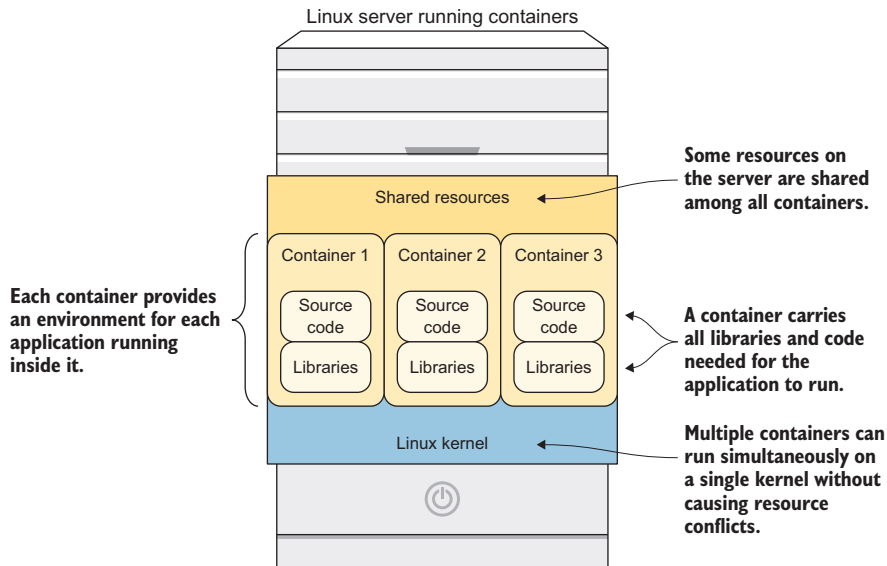 Linux server running containers
Some resources on
the server are shared
among all containers.
Shared resources
Container 1
Container 2
Container 3
Each container provides
an environment for each
application running
inside it.
Source
code
Libraries
Source
code
Libraries
Source
code
Libraries
A container carries
all libraries and code
needed for the
application to run.
Linux kernel
Multiple containers can
run simultaneously on
a single kernel without
causing resource
conflicts.